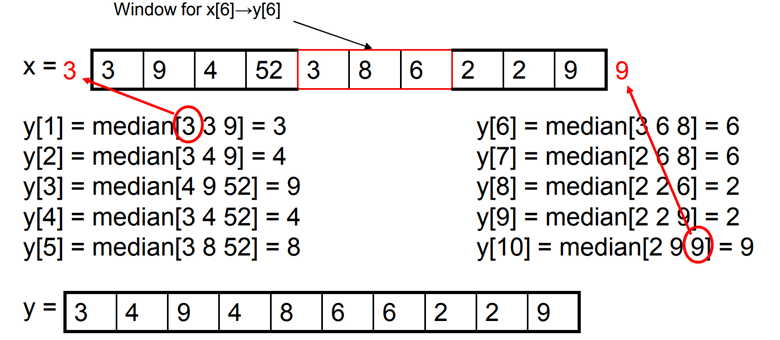 Window for x[6]→y[6]
x = 3 3 9 4 52 3 8 6 2 2 9 9
y[1] = median[3 3 9] = 3
y[2] = median[3 4 9] = 4
y[3] = median[4 9 52] = 9
y[4] = median[3 4 52] = 4
y[5] = median[3 8 52] = 8
y[6] = median[3 6 8] = 6
y[7] = median[2 6 8] = 6
y[8] = median[2 2 6] = 2
y[9] = median[2 2 9] = 2
y[10] = median[2 9 9] = 9
y = 3 4 9 4 8 6 6 2 2 9